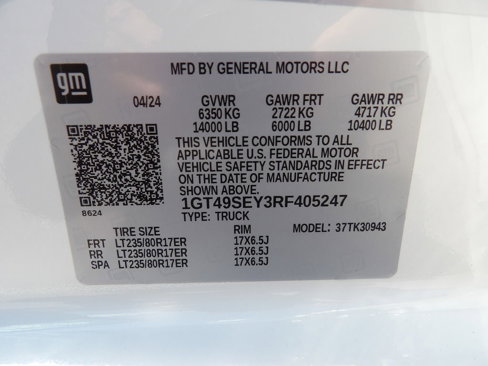 gm
MFD BY GENERAL MOTORS LLC
04/24 GVWR GAWR FRT GAWR RR
6350 KG 2722 KG 4717 KG
14000 LB 6000 LB 10400 LB
THIS VEHICLE CONFORMS TO ALL
APPLICABLE U.S. FEDERAL MOTOR
VEHICLE SAFETY STANDARDS IN EFFECT
ON THE DATE OF MANUFACTURE
SHOWN ABOVE.
8624
1GT49SEY3RF405247
TYPE: TRUCK
TIRE SIZE RIM MODEL: 37TK30943
FRT LT235/80R17ER 17X6.5J
RR LT235/80R17ER 17X6.5J
SPA LT235/80R17ER 17X6.5J